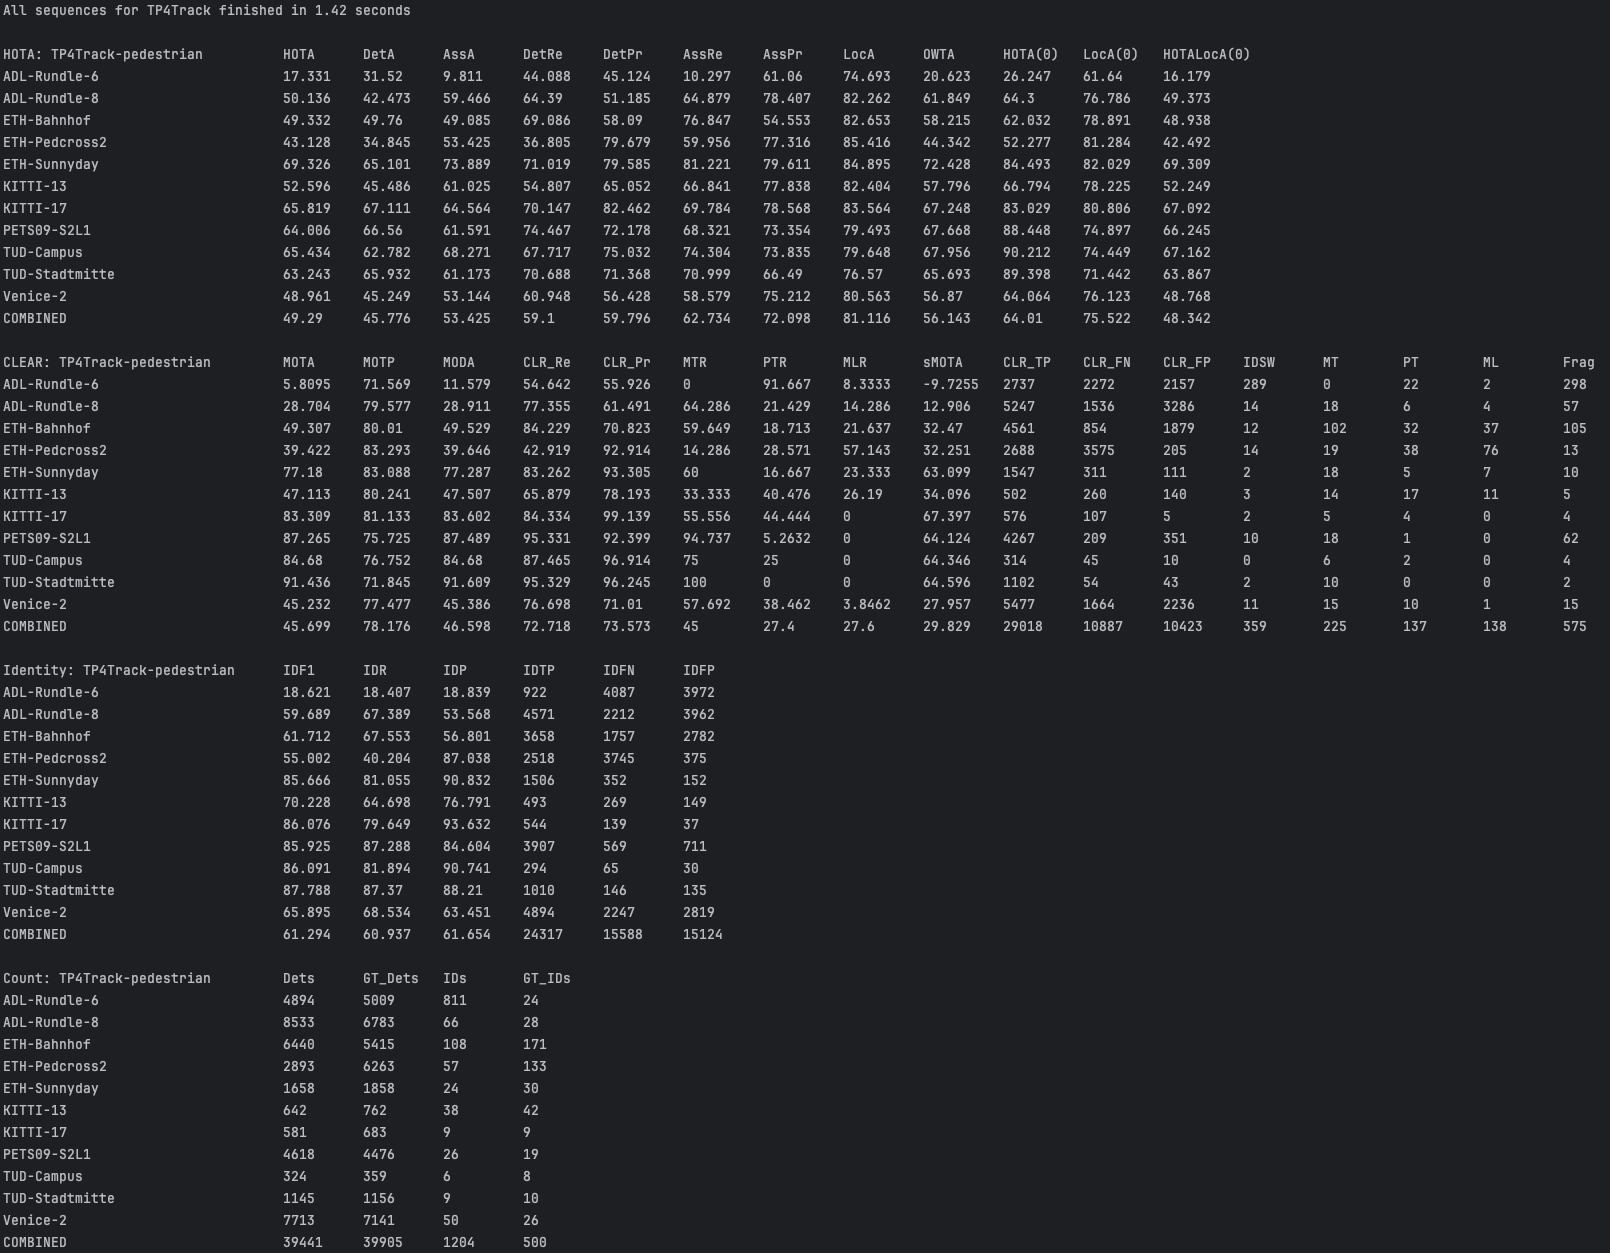 All sequences for TP4Track finished in 1.42 seconds
HOTA: TP4Track-pedestrian HOTA DetA AssA DetRe DetPr AssRe AssPr LocA OWTA HOTA(0) LocA(0) HOTALocA(0)
ADL-Rundle-6 17.331 31.52 9.811 44.088 45.124 10.297 61.06 74.693 20.623 26.247 61.64 16.179
ADL-Rundle-8 50.136 42.473 59.466 64.39 51.185 64.879 78.407 82.262 61.849 64.3 76.786 49.373
ETH-Bahnhof 49.332 49.76 49.085 69.086 58.09 76.847 54.553 82.653 58.215 62.032 78.891 48.938
ETH-Pedcross2 43.128 34.845 53.425 36.805 79.679 59.956 77.316 85.416 44.342 52.277 81.284 42.492
ETH-Sunnyday 69.326 65.101 73.889 71.019 79.585 81.221 79.611 84.895 72.428 84.493 82.029 69.309
KITTI-13 52.596 45.486 61.025 54.807 65.052 66.841 77.838 82.404 57.796 66.794 78.225 52.249
KITTI-17 65.819 67.111 64.564 70.147 82.462 69.784 78.568 83.564 67.248 83.029 80.806 67.092
PETS09-S2L1 64.006 66.56 61.591 74.467 72.178 68.321 73.354 79.493 67.668 88.448 74.897 66.245
TUD-Campus 65.434 62.782 68.271 67.717 75.032 74.304 73.835 79.648 67.956 90.212 74.449 67.162
TUD-Stadtmitte 63.243 65.932 61.173 70.688 71.368 70.999 66.49 76.57 65.693 89.398 71.442 63.867
Venice-2 48.961 45.249 53.144 60.948 56.428 58.579 75.212 80.563 56.87 64.064 76.123 48.768
COMBINED 49.29 45.776 53.425 59.1 59.796 62.734 72.098 81.116 56.143 64.01 75.522 48.342
CLEAR: TP4Track-pedestrian MOTA MOTP MODA CLR_Re CLR_Pr MTR PTR MLR sMOTA CLR_TP CLR_FN CLR_FP IDSW MT PT ML Frag
ADL-Rundle-6 5.8095 71.569 11.579 54.642 55.926 0 91.667 8.3333 -9.7255 2737 2272 2157 289 0 22 2 298
ADL-Rundle-8 28.704 79.577 28.911 77.355 61.491 64.286 21.429 14.286 12.906 5247 1536 3286 14 18 6 4 57
ETH-Bahnhof 49.307 80.01 49.529 84.229 70.823 59.649 18.713 21.637 32.47 4561 854 1879 12 102 32 37 105
ETH-Pedcross2 39.422 83.293 39.646 42.919 92.914 14.286 28.571 57.143 32.251 2688 3575 205 14 19 38 76 13
ETH-Sunnyday 77.18 83.088 77.287 83.262 93.305 60 16.667 23.333 63.099 1547 311 111 2 18 5 7 10
KITTI-13 47.113 80.241 47.507 65.879 78.193 33.333 40.476 26.19 34.096 502 260 140 3 14 17 11 5
KITTI-17 83.309 81.133 83.602 84.334 99.139 55.556 44.444 0 67.397 576 107 5 2 5 4 0 4
PETS09-S2L1 87.265 75.725 87.489 95.331 92.399 94.737 5.2632 0 64.124 4267 209 351 10 18 1 0 62
TUD-Campus 84.68 76.752 84.68 87.465 96.914 75 25 0 64.346 314 45 10 0 6 2 0 4
TUD-Stadtmitte 91.436 71.845 91.609 95.329 96.245 100 0 0 64.596 1102 54 43 2 10 0 0 2
Venice-2 45.232 77.477 45.386 76.698 71.01 57.692 38.462 3.8462 27.957 5477 1664 2236 11 15 10 1 15
COMBINED 45.699 78.176 46.598 72.718 73.573 45 27.4 27.6 29.829 29018 10887 10423 359 225 137 138 575
Identity: TP4Track-pedestrian IDF1 IDR IDP IDTP IDFN IDFP
ADL-Rundle-6 18.621 18.407 18.839 922 4087 3972
ADL-Rundle-8 59.689 67.389 53.568 4571 2212 3962
ETH-Bahnhof 61.712 67.553 56.801 3658 1757 2782
ETH-Pedcross2 55.002 40.204 87.038 2518 3745 375
ETH-Sunnyday 85.666 81.055 90.832 1506 352 152
KITTI-13 70.228 64.698 76.791 493 269 149
KITTI-17 86.076 79.649 93.632 544 139 37
PETS09-S2L1 85.925 87.288 84.604 3907 569 711
TUD-Campus 86.091 81.894 90.741 294 65 30
TUD-Stadtmitte 87.788 87.37 88.21 1010 146 135
Venice-2 65.895 68.534 63.451 4894 2247 2819
COMBINED 61.294 60.937 61.654 24317 15588 15124
Count: TP4Track-pedestrian Dets GT_Dets IDs GT_IDs
ADL-Rundle-6 4894 5009 811 24
ADL-Rundle-8 8533 6783 66 28
ETH-Bahnhof 6440 5415 108 171
ETH-Pedcross2 2893 6263 57 133
ETH-Sunnyday 1658 1858 24 30
KITTI-13 642 762 38 42
KITTI-17 581 683 9 9
PETS09-S2L1 4618 4476 26 19
TUD-Campus 324 359 6 8
TUD-Stadtmitte 1145 1156 9 10
Venice-2 7713 7141 50 26
COMBINED 39441 39905 1204 500